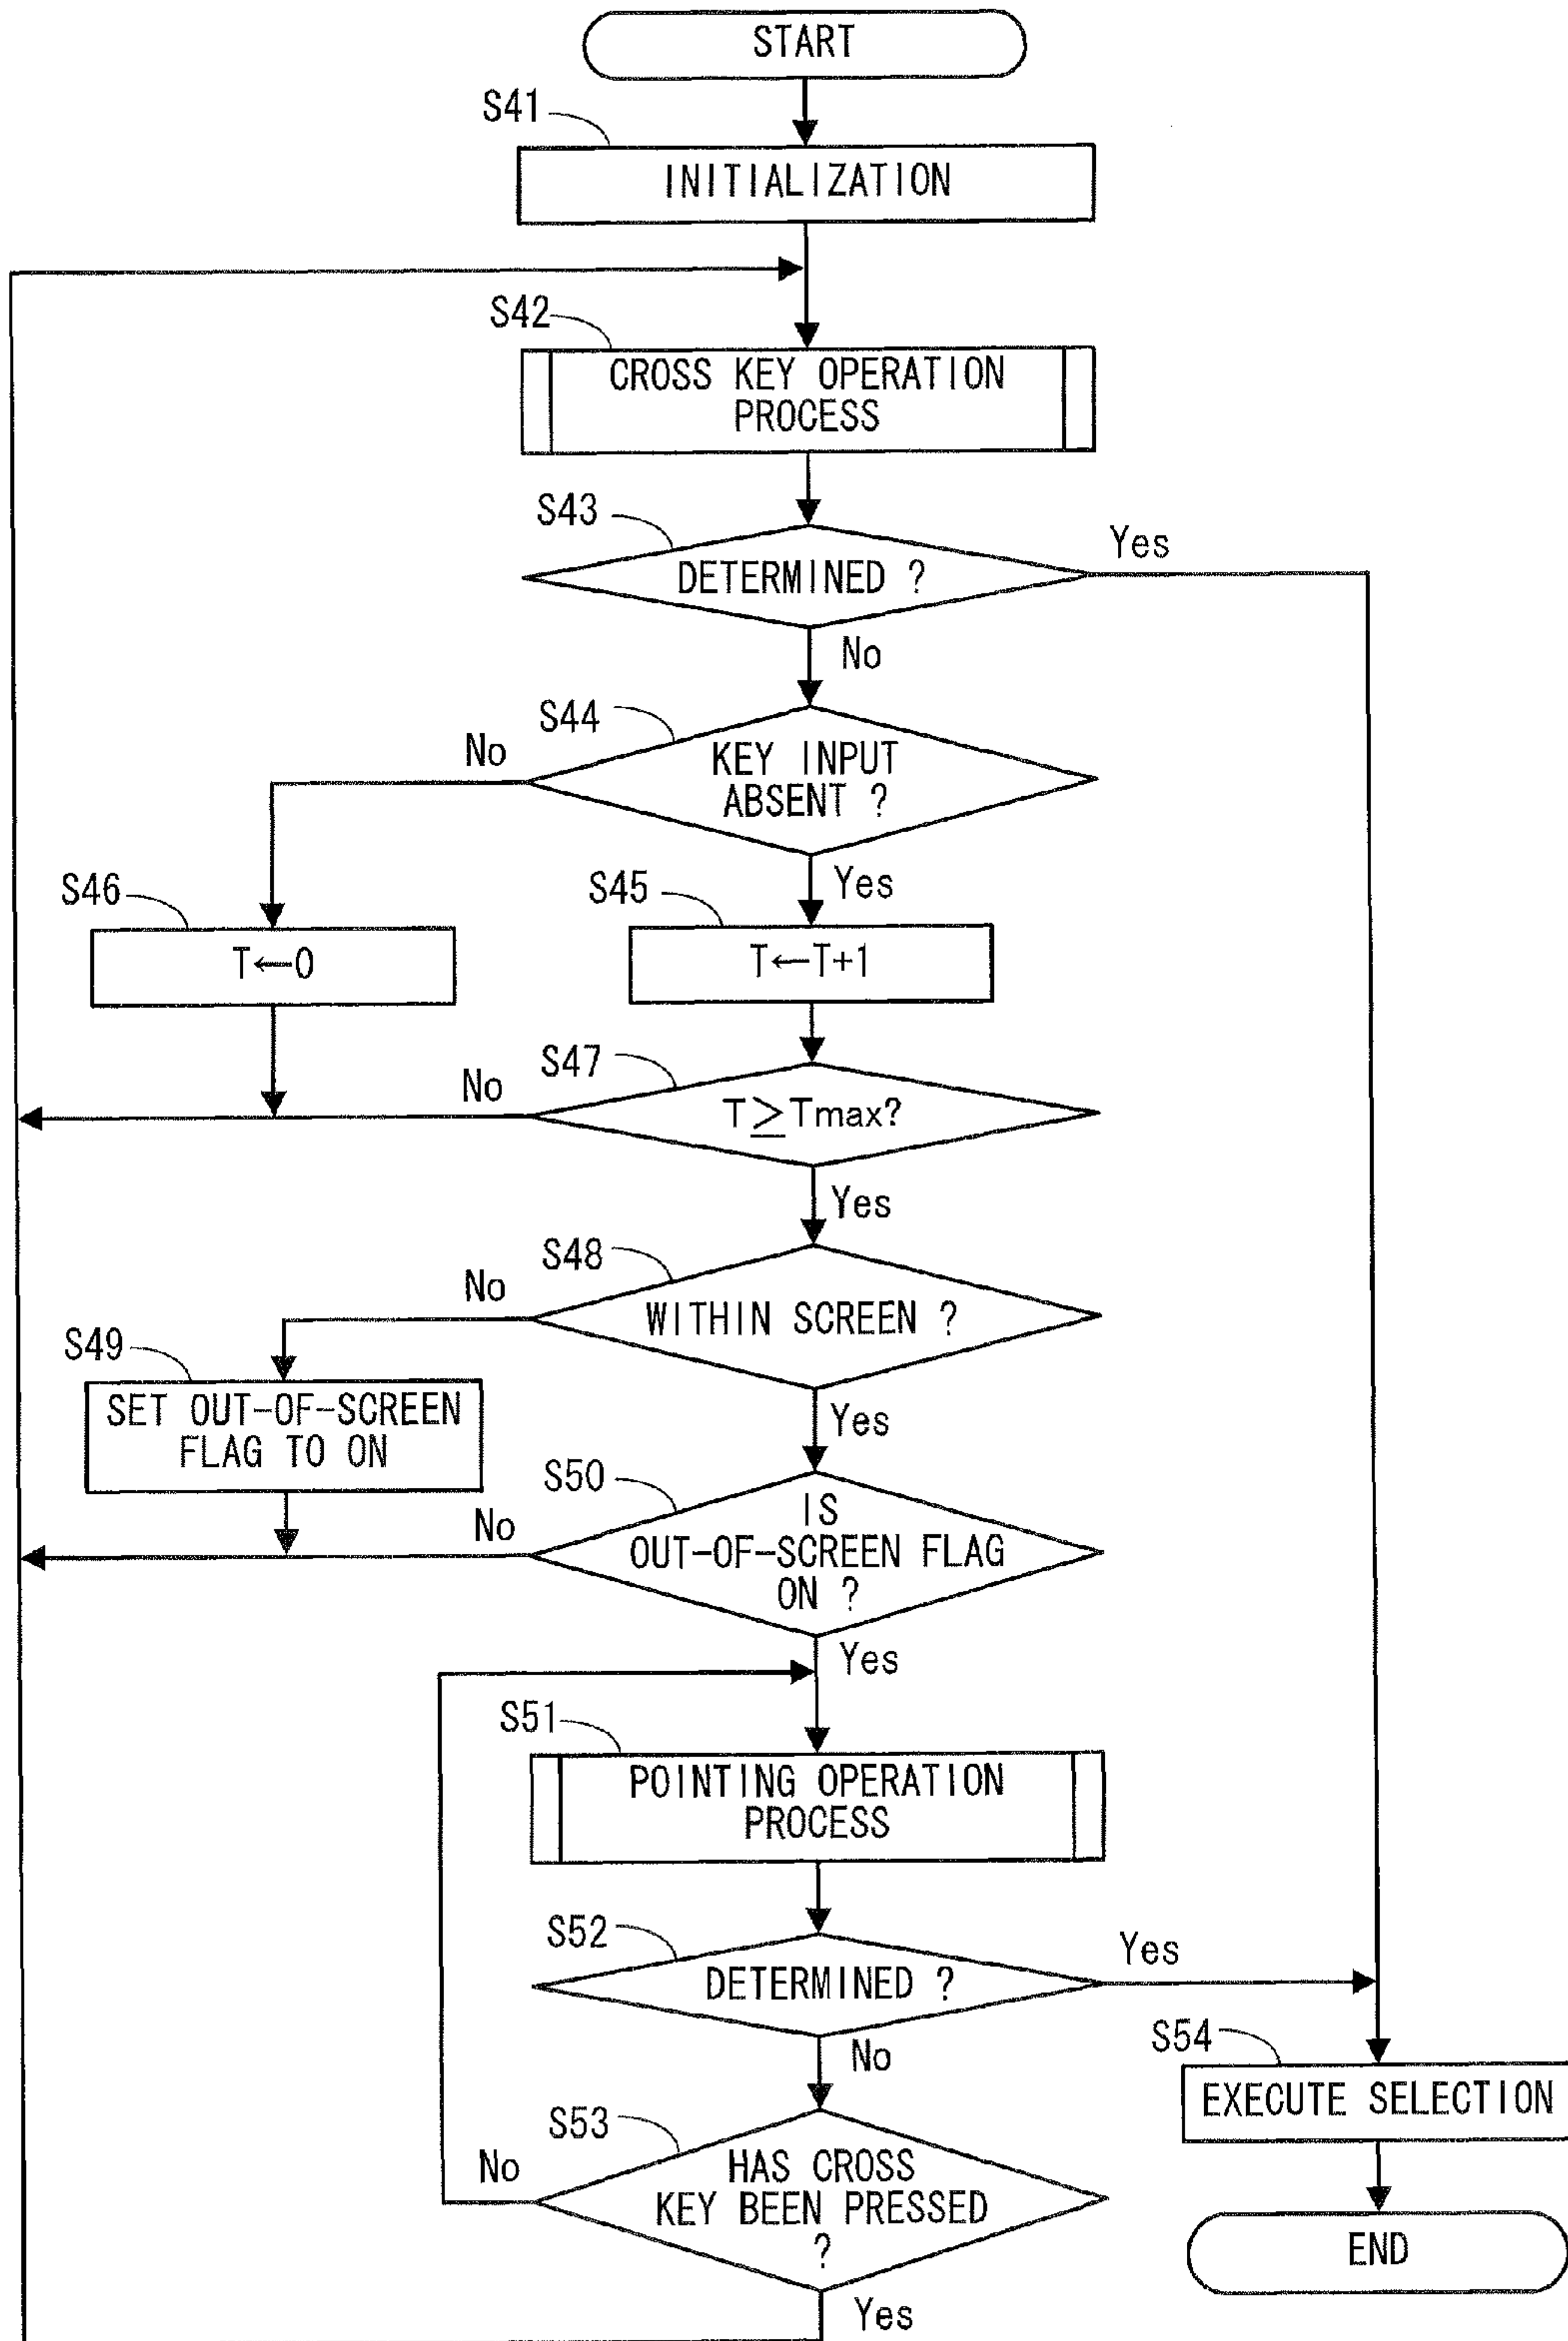 START
S41
INITIALIZATION
S42
CROSS KEY OPERATION
PROCESS
S43
DETERMINED ?
Yes
No
S44
KEY INPUT
ABSENT ?
No
Yes
S46
T←0
S45
T←T+1
S47
T≧Tmax?
No
Yes
S48
WITHIN SCREEN ?
No
Yes
S49
SET OUT-OF-SCREEN
FLAG TO ON
S50
IS
OUT-OF-SCREEN FLAG
ON ?
No
Yes
S51
POINTING OPERATION
PROCESS
S52
DETERMINED ?
Yes
No
S53
HAS CROSS
KEY BEEN PRESSED
?
No
Yes
S54
EXECUTE SELECTION
END